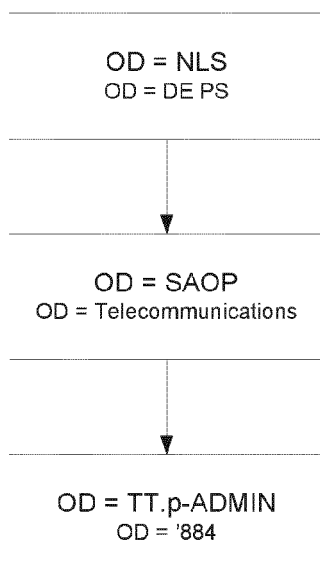 OD = NLS
OD = DE PS
OD = SAOP
OD = Telecommunications
OD = TT.p-ADMIN
OD = '884